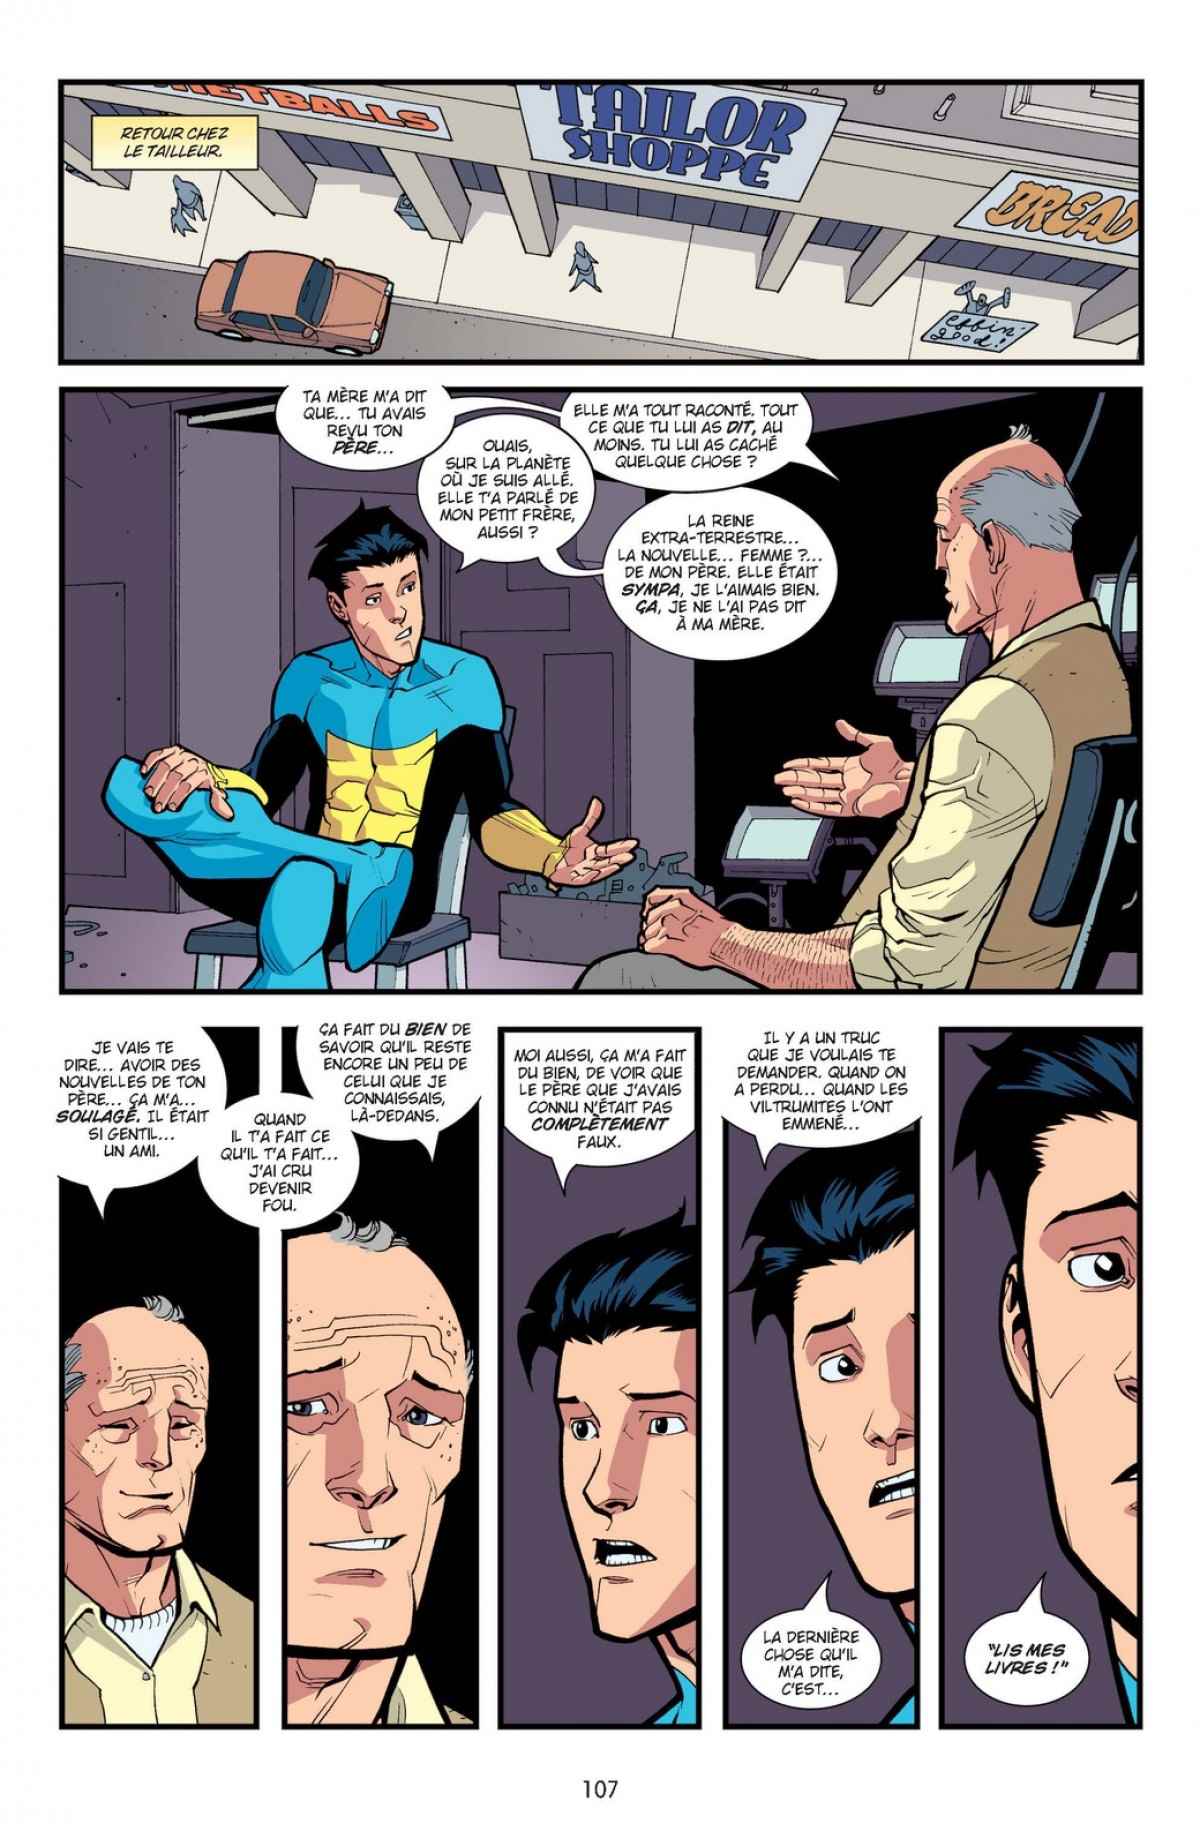 RETOUR CHEZ
LE TAILLEUR.
NETBALLS
TAILOR
SHOPPE
BREAD
effin'
good!
TA MÈRE M'A DIT
QUE... TU AVAIS
REVU TON
PÈRE...
OUAIS,
SUR LA PLANÈTE
OÙ JE SUIS ALLÉ.
ELLE T'A PARLÉ DE
MON PETIT FRÈRE,
AUSSI ?
ELLE M'A TOUT RACONTÉ. TOUT
CE QUE TU LUI AS DIT, AU
MOINS. TU LUI AS CACHÉ
QUELQUE CHOSE ?
LA REINE
EXTRA-TERRESTRE...
LA NOUVELLE... FEMME ?...
DE MON PÈRE. ELLE ÉTAIT
SYMPA, JE L'AIMAIS BIEN.
ÇA, JE NE L'AI PAS DIT
À MA MÈRE.
JE VAIS TE
DIRE... AVOIR DES
NOUVELLES DE TON
PÈRE... ÇA M'A...
SOULAGÉ. IL ÉTAIT
SI GENTIL...
UN AMI.
QUAND
IL T'A FAIT CE
QU'IL T'A FAIT...
J'AI CRU
DEVENIR
FOU.
ÇA FAIT DU BIEN DE
SAVOIR QU'IL RESTE
ENCORE UN PEU DE
CELUI QUE JE
CONNAISSAIS,
LÀ-DEDANS.
MOI AUSSI, ÇA M'A FAIT
DU BIEN, DE VOIR QUE
LE PÈRE QUE J'AVAIS
CONNU N'ÉTAIT PAS
COMPLÈTEMENT
FAUX.
IL Y A UN TRUC
QUE JE VOULAIS TE
DEMANDER. QUAND ON
A PERDU... QUAND LES
VILTRUMITES L'ONT
EMMENÉ...
LA DERNIÈRE
CHOSE QU'IL
M'A DITE,
C'EST...
"LIS MES
LIVRES !"
107